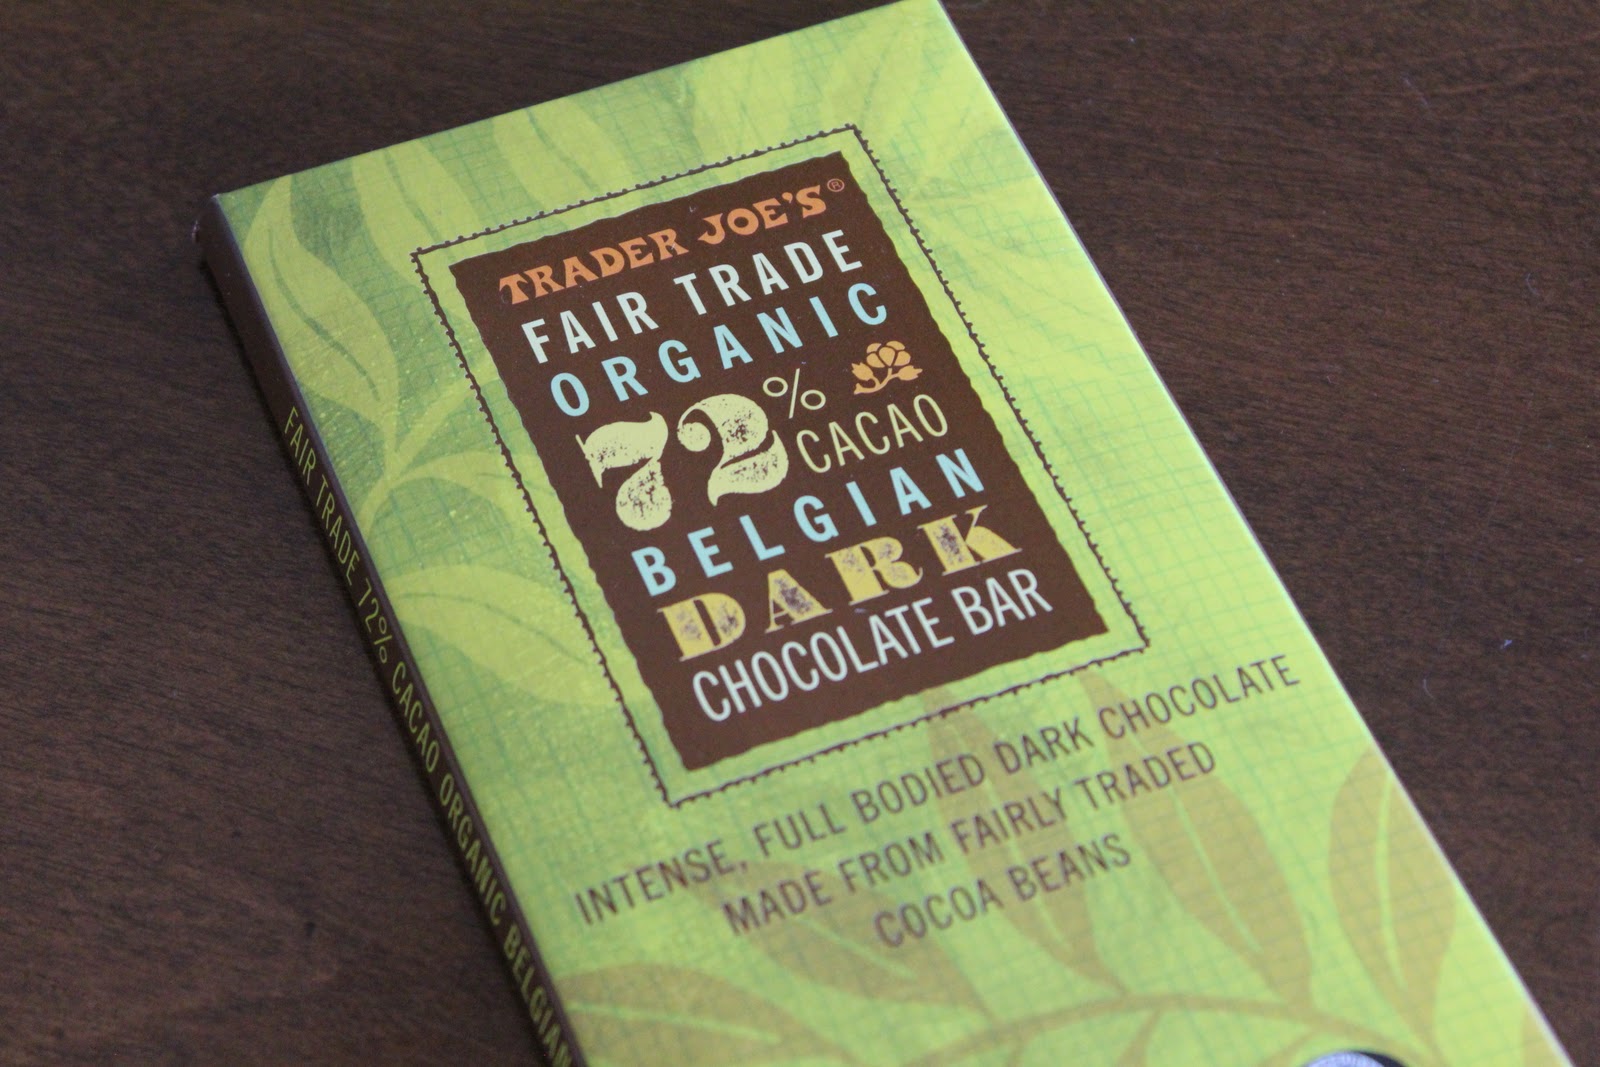 TRADER JOE'S®
FAIR TRADE
ORGANIC
72%
CACAO
BELGIAN
DARK
CHOCOLATE BAR
INTENSE, FULL BODIED DARK CHOCOLATE
MADE FROM FAIRLY TRADED
COCOA BEANS
FAIR TRADE 72% CACAO ORGANIC BELGIAN